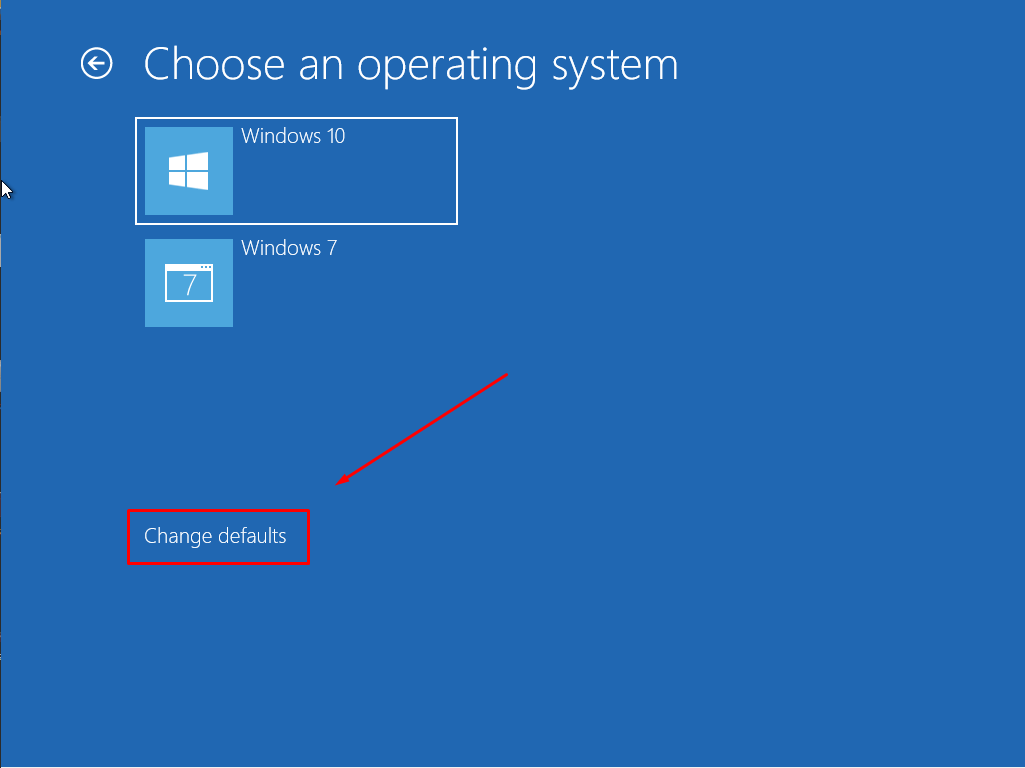 Choose an operating system
Windows 10
Windows 7
7
Change defaults